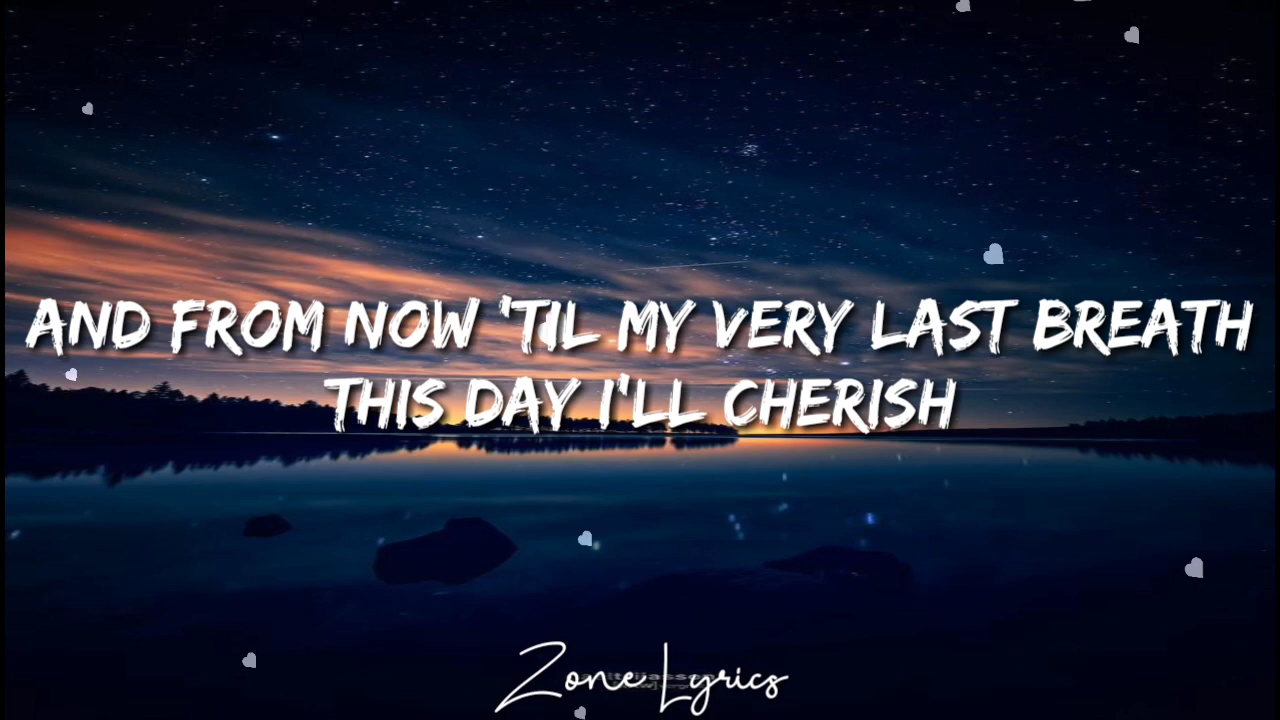 AND FROM NOW 'TIL MY VERY LAST BREATH
THIS DAY I'LL CHERISH
Zone Lyrics